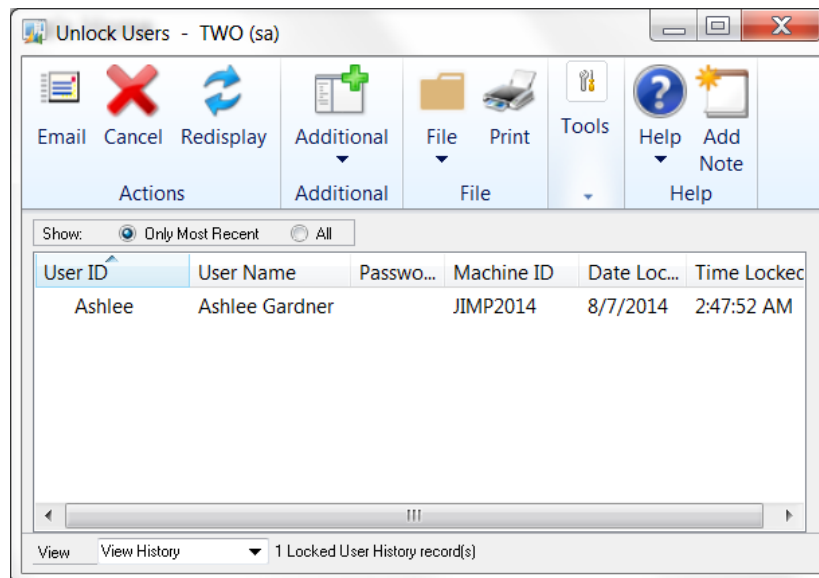 Unlock Users - TWO (sa)
Email Cancel Redisplay Additional File Print Tools Help Add Note
Actions Additional File Help
Show: Only Most Recent All
User ID User Name Passwo... Machine ID Date Loc... Time Locked
Ashlee Ashlee Gardner JIMP2014 8/7/2014 2:47:52 AM
View View History 1 Locked User History record(s)